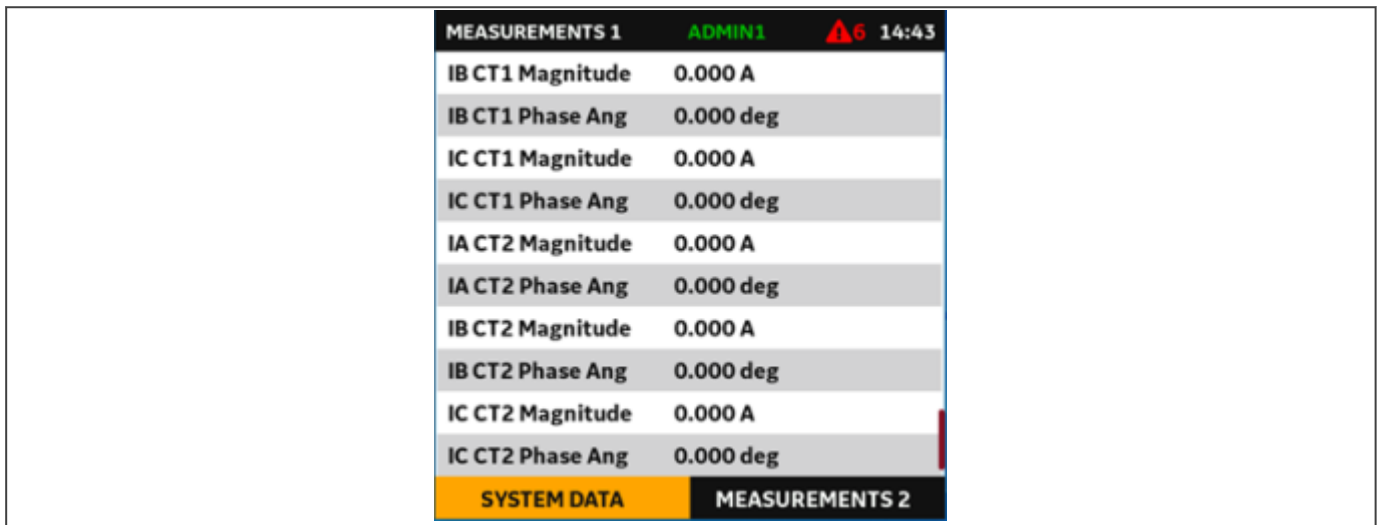 MEASUREMENTS 1 ADMIN1 6 14:43
IB CT1 Magnitude 0.000 A
IB CT1 Phase Ang 0.000 deg
IC CT1 Magnitude 0.000 A
IC CT1 Phase Ang 0.000 deg
IA CT2 Magnitude 0.000 A
IA CT2 Phase Ang 0.000 deg
IB CT2 Magnitude 0.000 A
IB CT2 Phase Ang 0.000 deg
IC CT2 Magnitude 0.000 A
IC CT2 Phase Ang 0.000 deg
SYSTEM DATA MEASUREMENTS 2